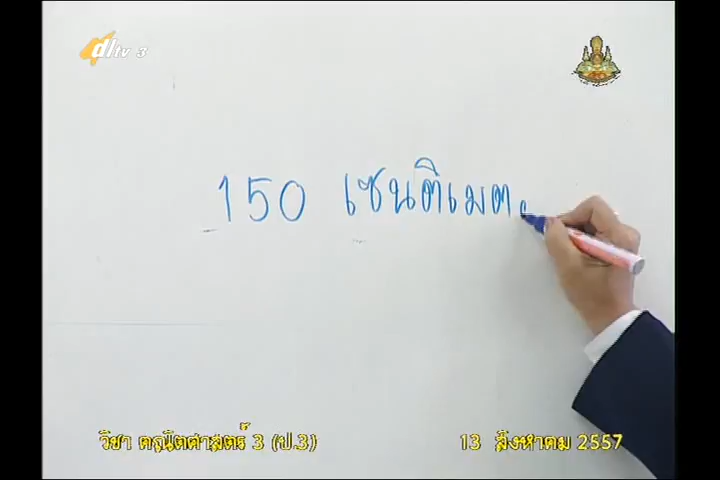 dltv 3
150 เซนติเมต
วิชา คณิตศาสตร์ 3 (ป.3) 13 สิงหาคม 2557